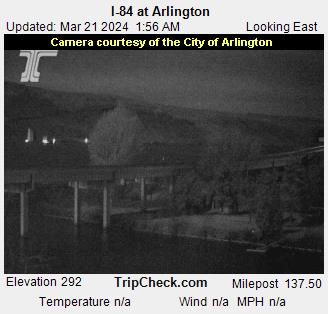 I-84 at Arlington
Updated: Mar 21 2024 1:56 AM Looking East
Camera courtesy of the City of Arlington
Elevation 292 TripCheck.com Milepost 137.50
Temperature n/a Wind n/a MPH n/a